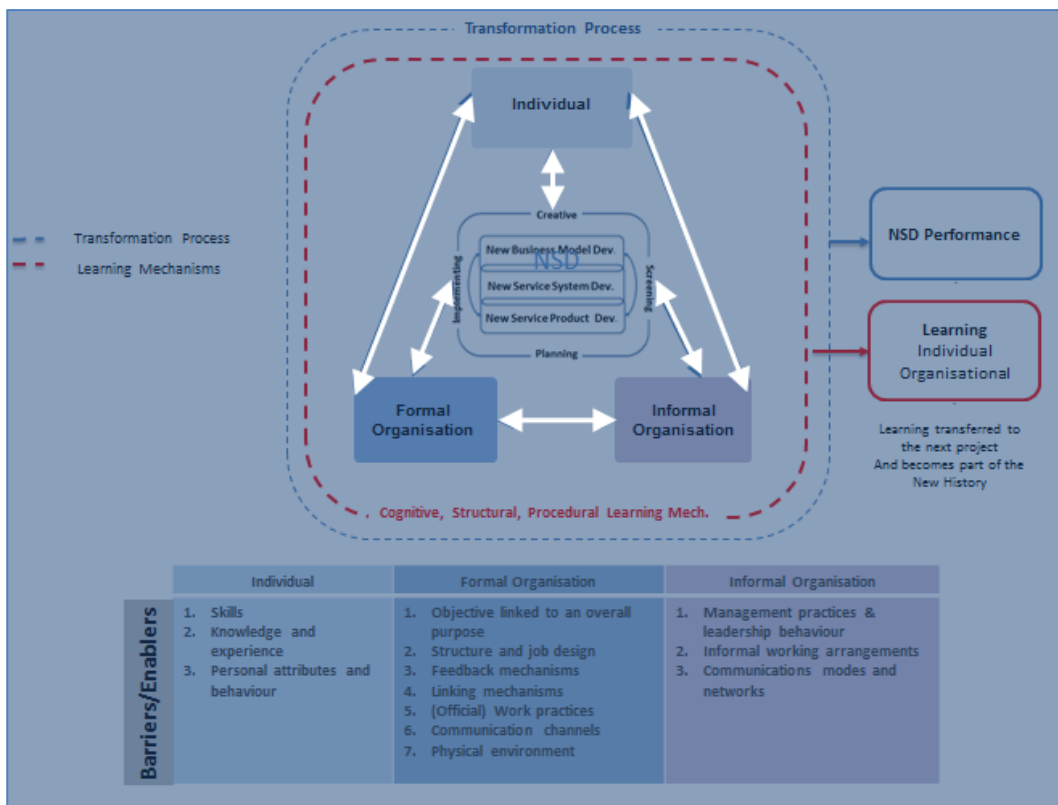 Transformation Process
Individual
Transformation Process
Learning Mechanisms
Creative
Implementing
NSD
New Business Model Dev.
New Service System Dev.
New Service Product Dev.
Screening
Planning
Formal
Organisation
Informal
Organisation
Cognitive, Structural, Procedural Learning Mech.
NSD Performance
Learning
Individual
Organisational
Learning transferred to
the next project
And becomes part of the
New History
Barriers/Enablers
Individual
1. Skills
2. Knowledge and
experience
3. Personal attributes and
behaviour
Formal Organisation
1. Objective linked to an overall
purpose
2. Structure and job design
3. Feedback mechanisms
4. Linking mechanisms
5. (Official) Work practices
6. Communication channels
7. Physical environment
Informal Organisation
1. Management practices &
leadership behaviour
2. Informal working arrangements
3. Communications modes and
networks